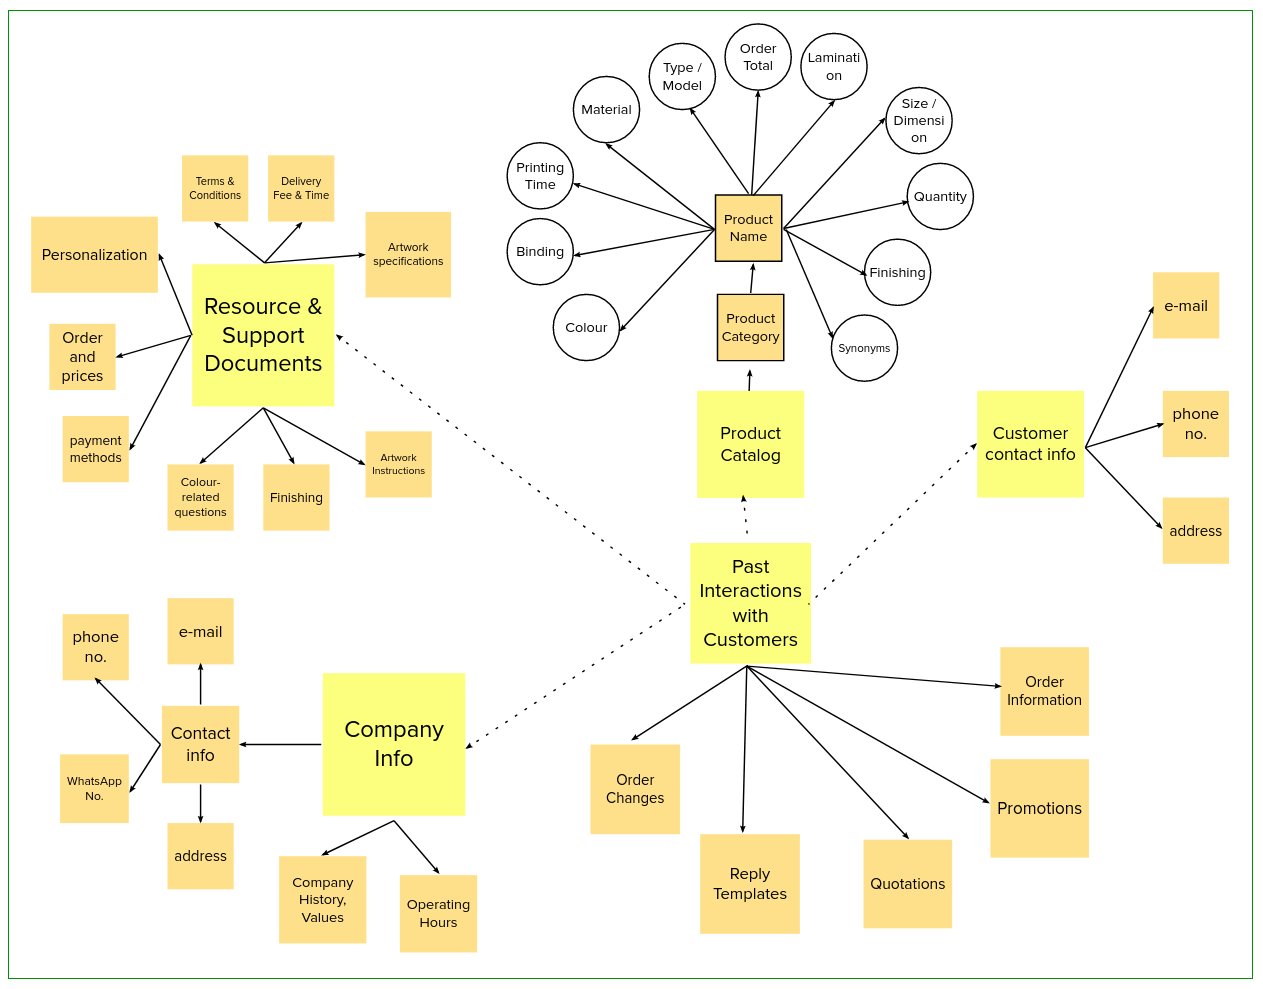 Order
Total
Laminati
on
Type /
Model
Material
Size /
Dimensi
on
Printing
Time
Quantity
Product
Name
Binding
Finishing
Colour
Product
Category
Synonyms
Terms &
Conditions
Delivery
Fee & Time
Personalization
Artwork
specifications
Resource &
Support
Documents
Order
and
prices
payment
methods
Colour-
related
questions
Finishing
Artwork
Instructions
Product
Catalog
Customer
contact info
e-mail
phone
no.
address
Past
Interactions
with
Customers
Order
Information
Order
Changes
Promotions
Reply
Templates
Quotations
phone
no.
e-mail
Contact
info
Company
Info
WhatsApp
No.
address
Company
History,
Values
Operating
Hours